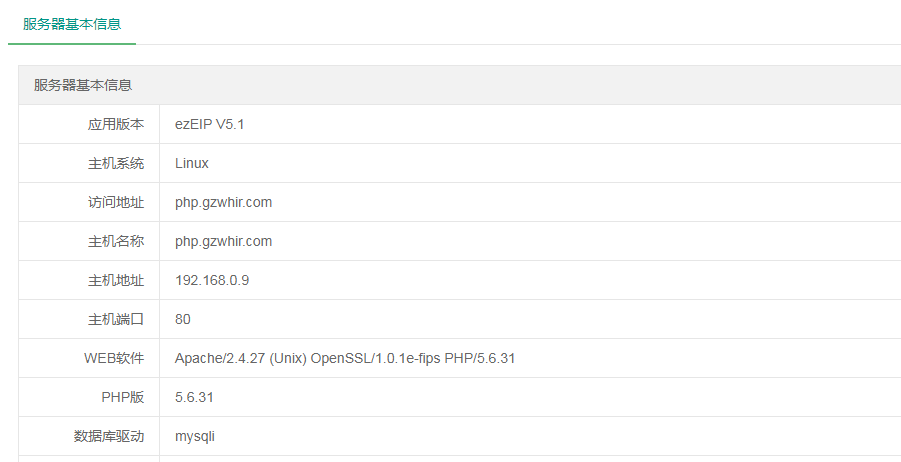 服务器基本信息
服务器基本信息
应用版本 ezEIP V5.1
主机系统 Linux
访问地址 php.gzwhir.com
主机名称 php.gzwhir.com
主机地址 192.168.0.9
主机端口 80
WEB软件 Apache/2.4.27 (Unix) OpenSSL/1.0.1e-fips PHP/5.6.31
PHP版 5.6.31
数据库驱动 mysqli